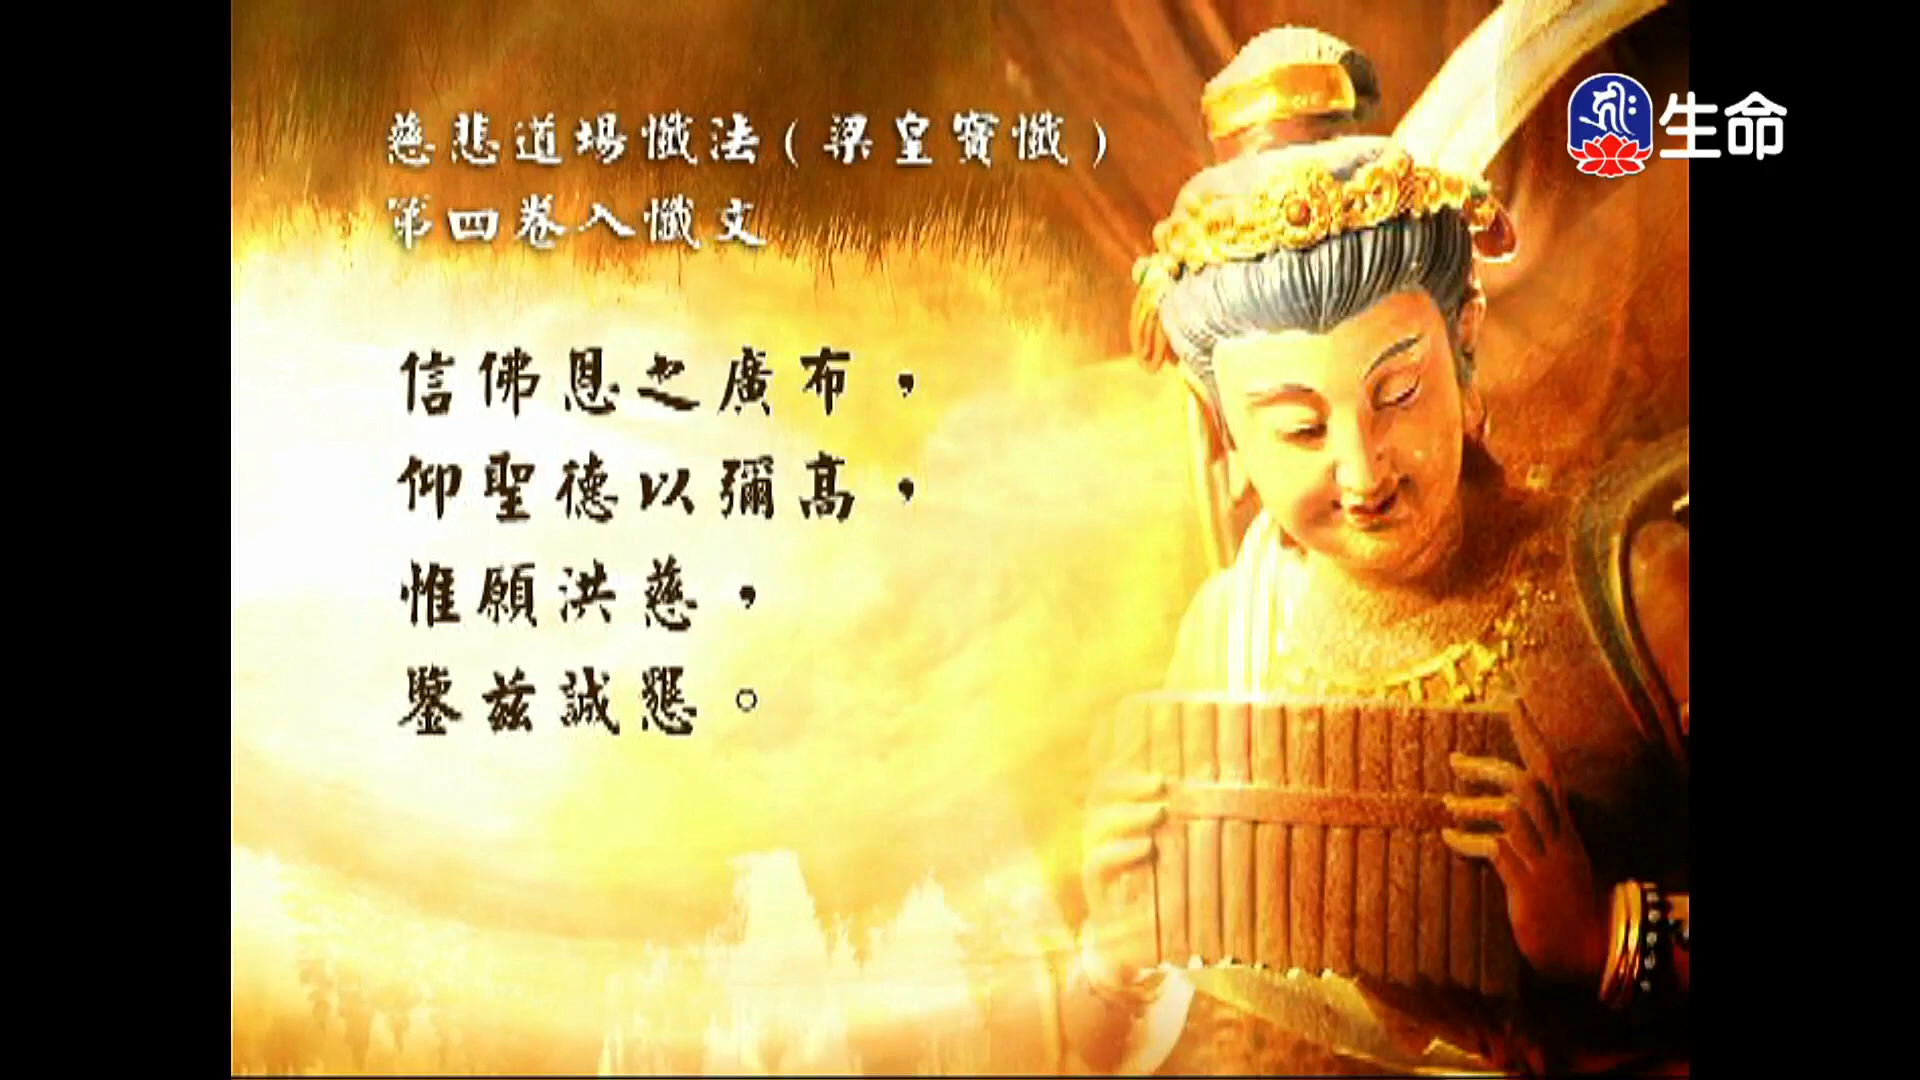 慈悲道場懺法(梁皇寶懺)
第四卷入懺文
生命
信佛恩之廣布，
仰聖德以彌高，
惟願洪慈，
鑒茲誠懇。